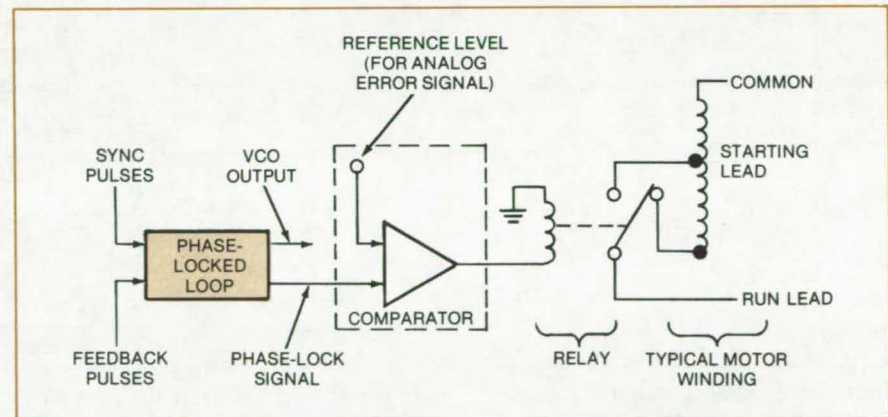 REFERENCE LEVEL
(FOR ANALOG
ERROR SIGNAL)
COMMON
SYNC
PULSES
VCO
OUTPUT
STARTING
LEAD
PHASE-
LOCKED
LOOP
COMPARATOR
RUN LEAD
FEEDBACK
PULSES
PHASE-LOCK
SIGNAL
RELAY
TYPICAL MOTOR
WINDING